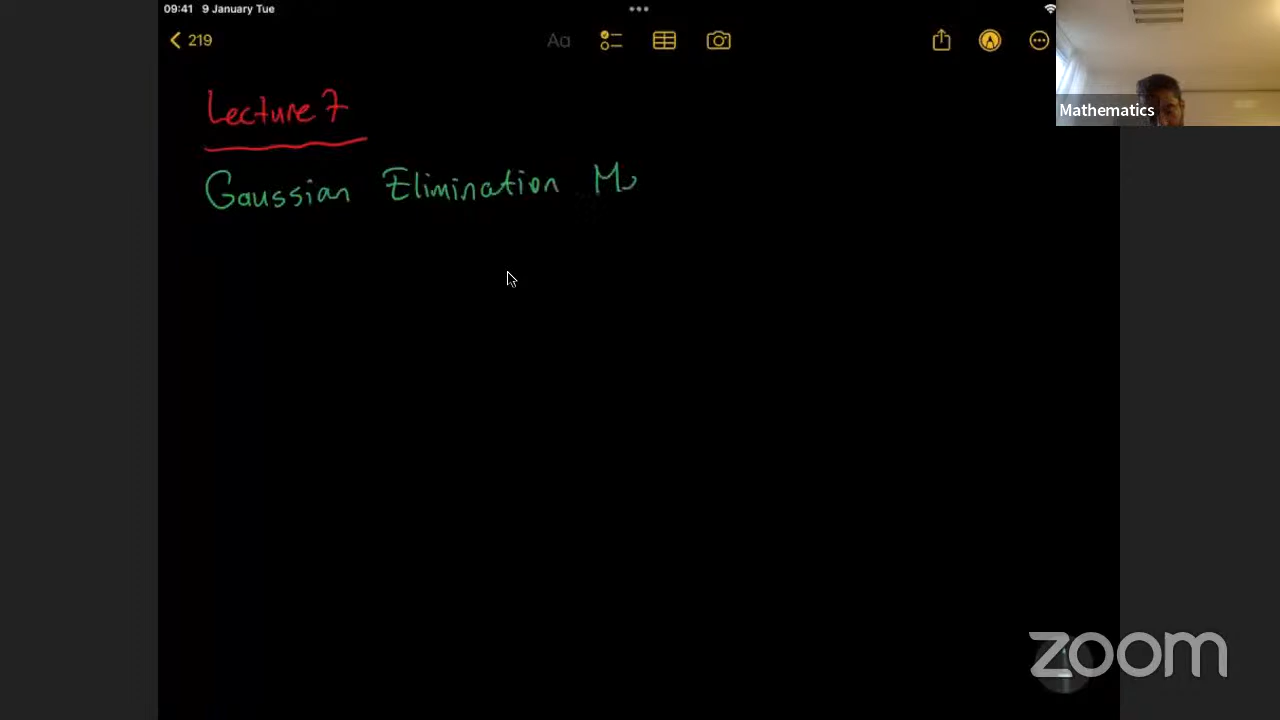 09:41 9 January Tue
219
Aa
Mathematics
Lecture 7
Gaussian Elimination M
zoom